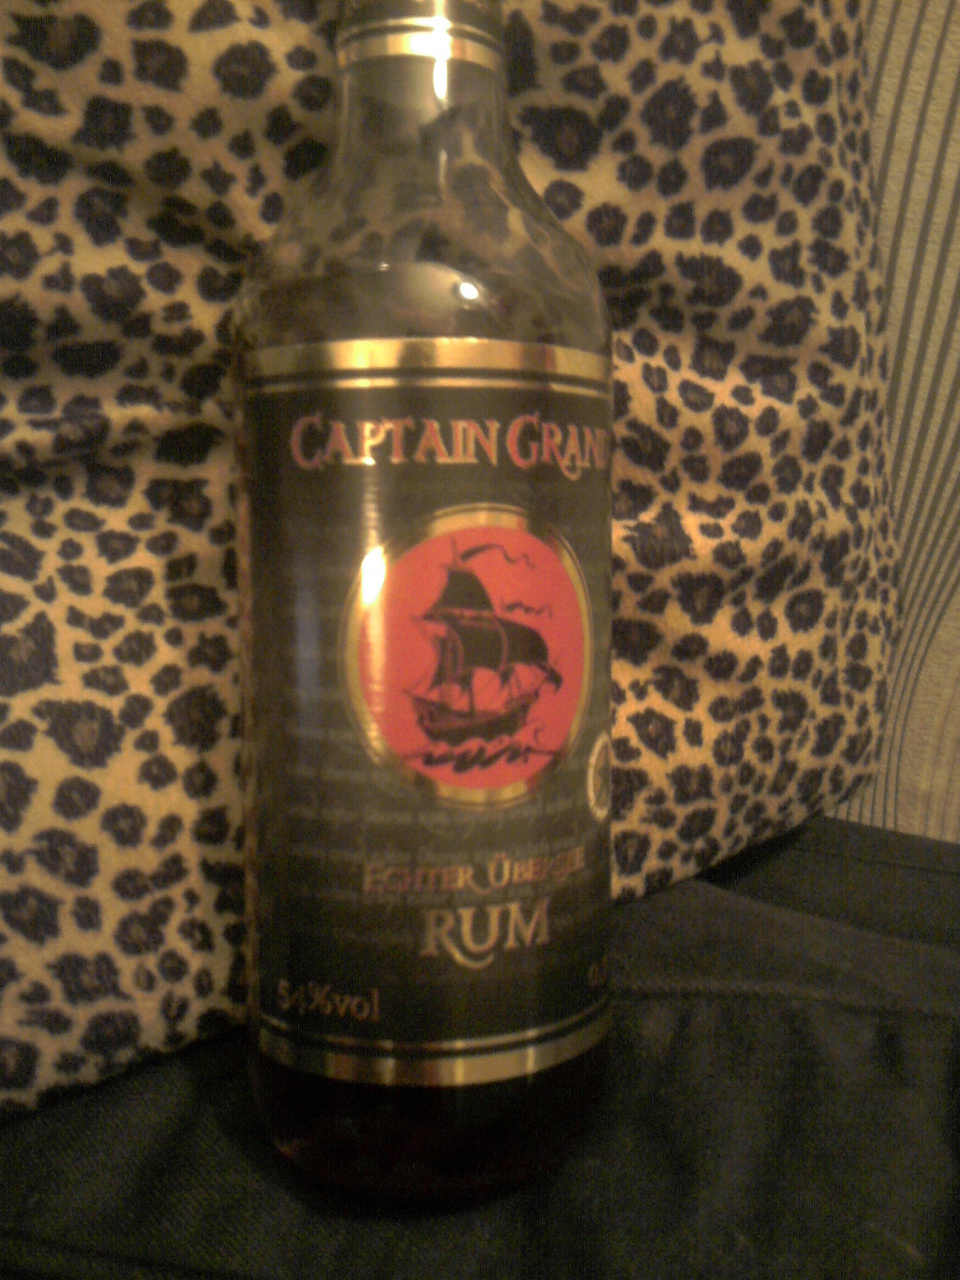 CAPTAIN GRAN
ECHTER ÜBERSEE
RUM
54%vol